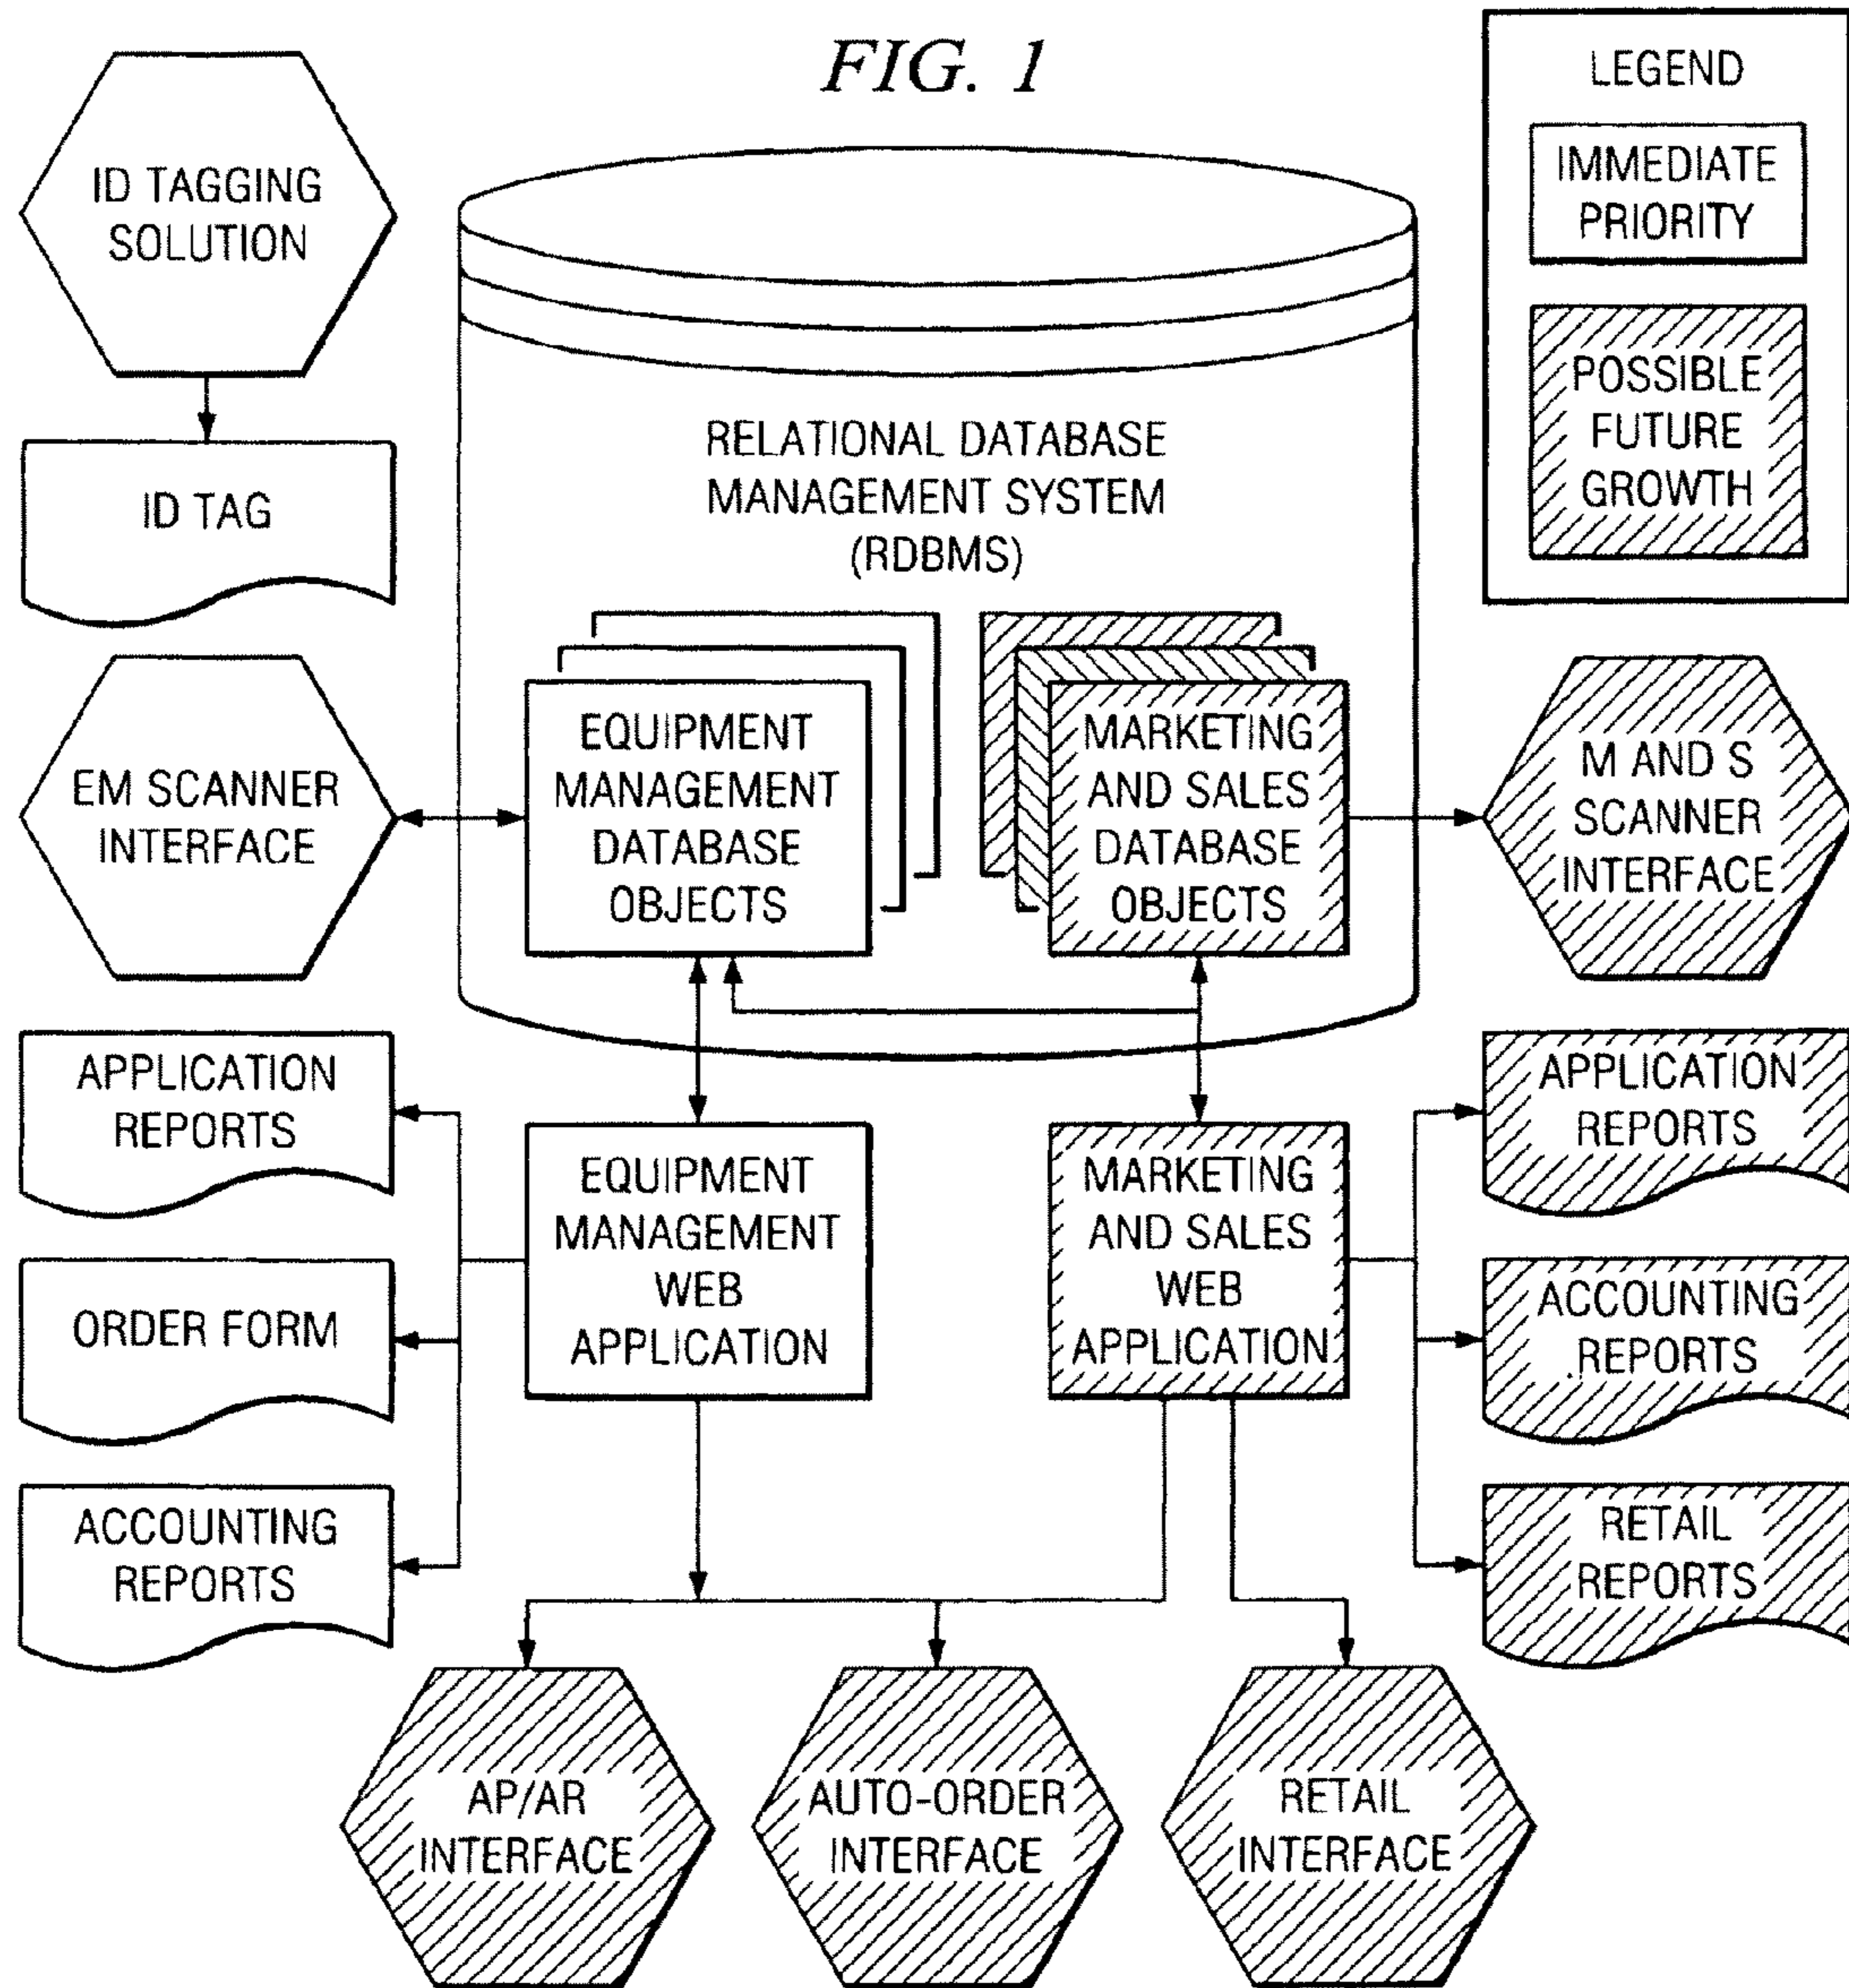 FIG. 1
LEGEND
IMMEDIATE
PRIORITY
POSSIBLE
FUTURE
GROWTH
ID TAGGING
SOLUTION
ID TAG
RELATIONAL DATABASE
MANAGEMENT SYSTEM
(RDBMS)
EM SCANNER
INTERFACE
EQUIPMENT
MANAGEMENT
DATABASE
OBJECTS
MARKETING
AND SALES
DATABASE
OBJECTS
M AND S
SCANNER
INTERFACE
APPLICATION
REPORTS
ORDER FORM
ACCOUNTING
REPORTS
EQUIPMENT
MANAGEMENT
WEB
APPLICATION
MARKETING
AND SALES
WEB
APPLICATION
APPLICATION
REPORTS
ACCOUNTING
REPORTS
RETAIL
REPORTS
AP/AR
INTERFACE
AUTO-ORDER
INTERFACE
RETAIL
INTERFACE